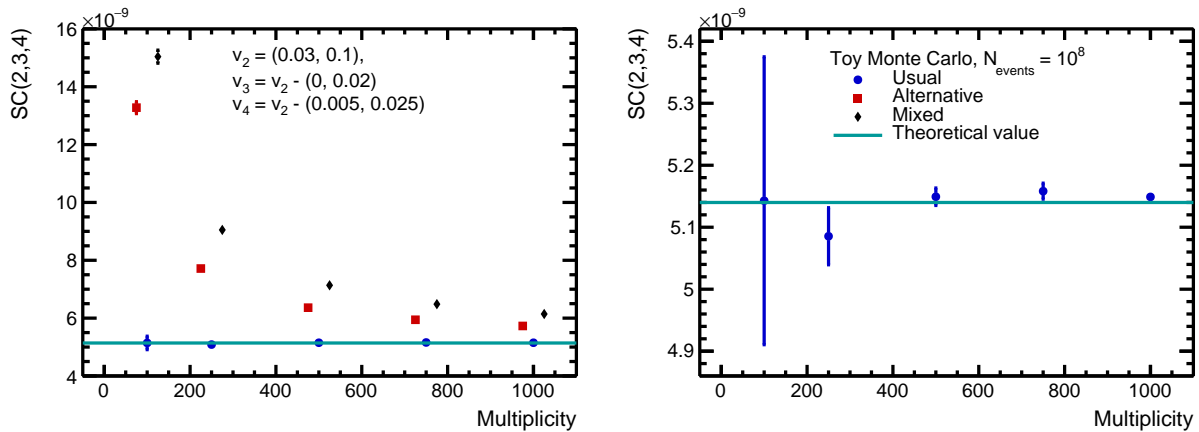 ×10⁻⁹
SC(2,3,4)
16
14
12
10
8
6
4
v₂ = (0.03, 0.1),
v₃ = v₂ - (0, 0.02)
v₄ = v₂ - (0.005, 0.025)
0 200 400 600 800 1000
Multiplicity
×10⁻⁹
SC(2,3,4)
5.4
5.3
5.2
5.1
5
4.9
Toy Monte Carlo, N_events = 10⁸
Usual
Alternative
Mixed
Theoretical value
0 200 400 600 800 1000
Multiplicity